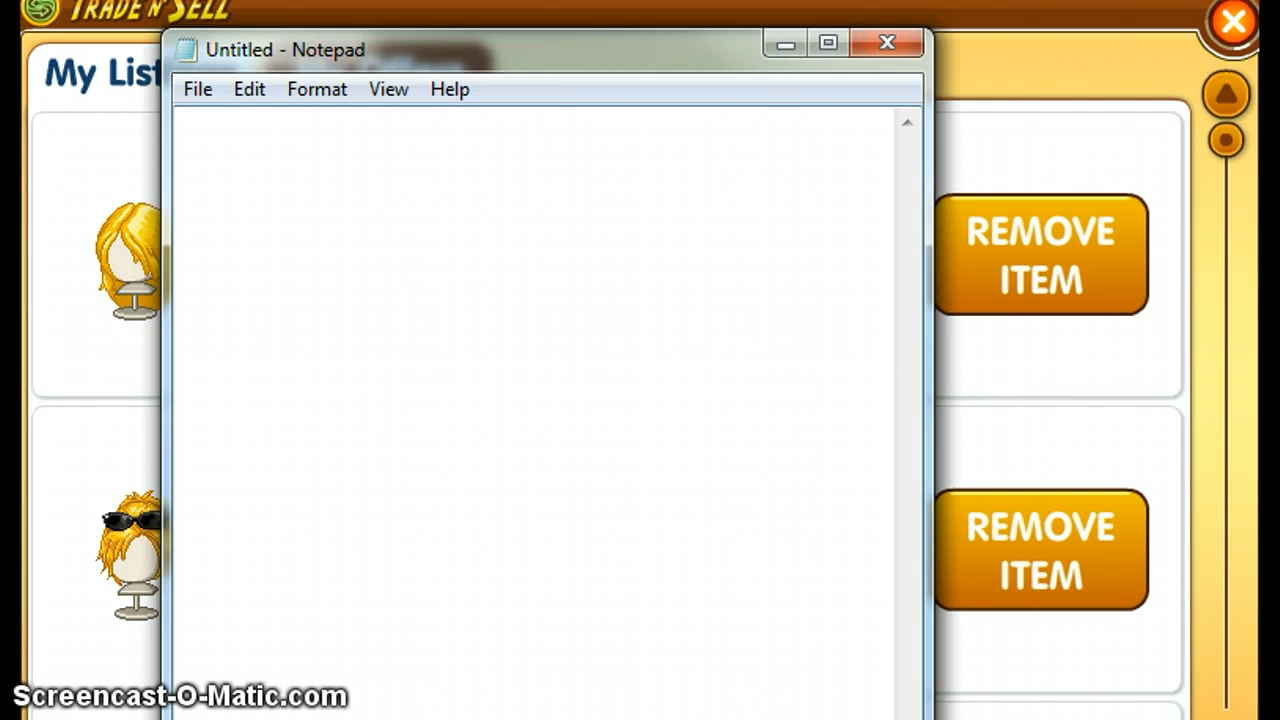 TRADE N' SELL
Untitled - Notepad
My List
File Edit Format View Help
REMOVE
ITEM
REMOVE
ITEM
Screencast-O-Matic.com